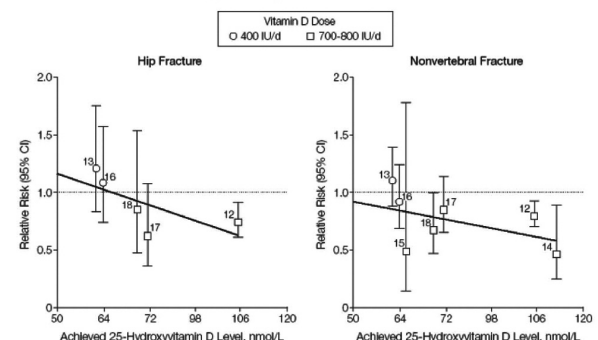 Vitamin D Dose
400 IU/d 700-800 IU/d
Hip Fracture
Relative Risk (95% CI)
2.0
1.5
1.0
0.5
0
13
16
18
17
12
50 64 72 98 106 120
Achieved 25-Hydroxyvitamin D Level, nmol/L
Nonvertebral Fracture
Relative Risk (95% CI)
2.0
1.5
1.0
0.5
0
13
16
15
18
17
12
14
50 64 72 98 106 120
Achieved 25-Hydroxyvitamin D Level, nmol/L